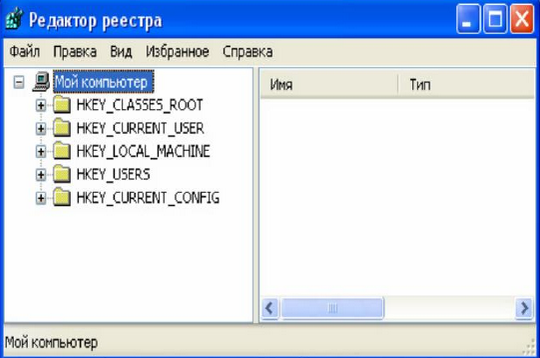 Редактор реестра
Файл Правка Вид Избранное Справка
Мой компьютер
Имя Тип
HKEY_CLASSES_ROOT
HKEY_CURRENT_USER
HKEY_LOCAL_MACHINE
HKEY_USERS
HKEY_CURRENT_CONFIG
Мой компьютер